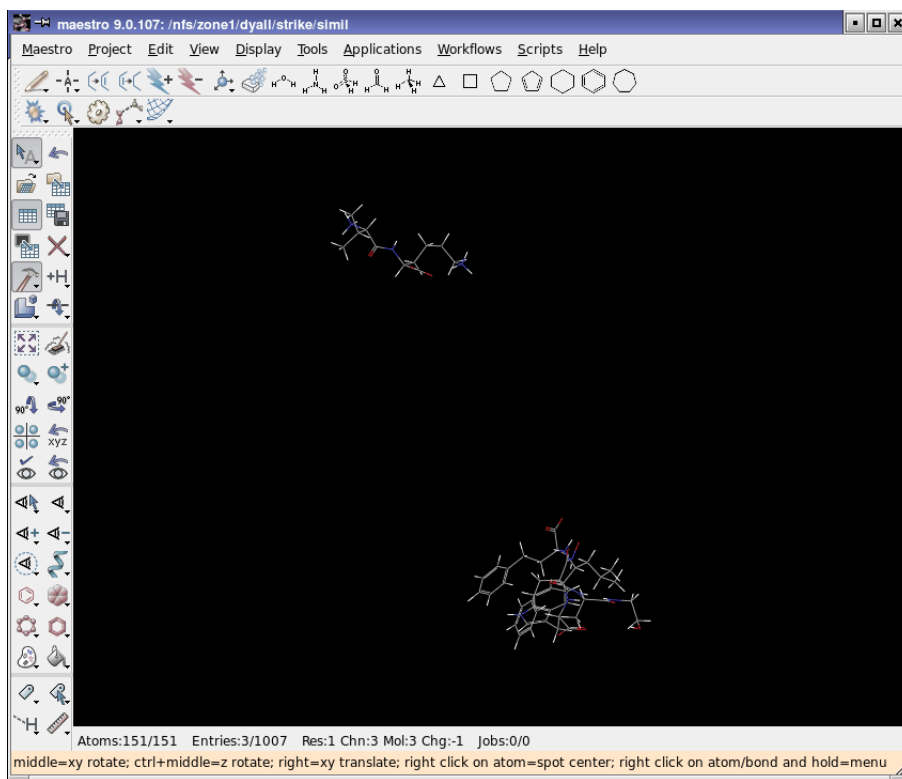 maestro 9.0.107: /nfs/zone1/dyall/strike/simil
Maestro Project Edit View Display Tools Applications Workflows Scripts Help
+H
90° 90°
xyz
H
Atoms:151/151 Entries:3/1007 Res:1 Chn:3 Mol:3 Chg:-1 Jobs:0/0
middle=xy rotate; ctrl+middle=z rotate; right=xy translate; right click on atom=spot center; right click on atom/bond and hold=menu